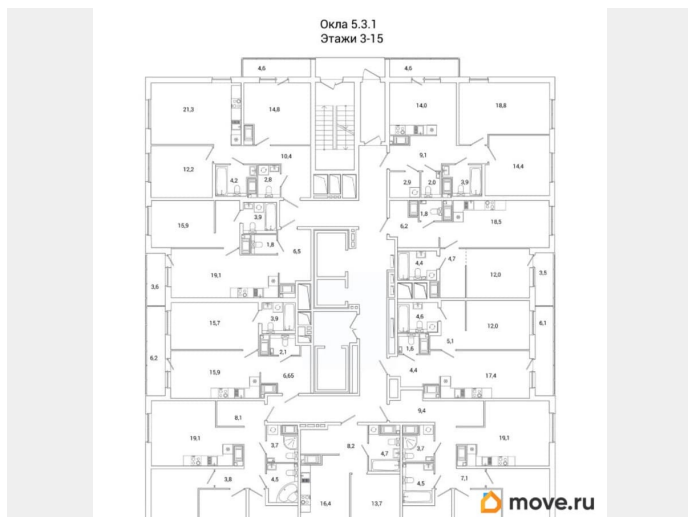 Окла 5.3.1
Этажи 3-15
4,6 4,6
21,3 14,8 14,0 18,8
10,4 9,1
12,2 14,4
4,2 2,8 2,9 2,0 3,9
15,9 3,9 1,8 18,5
6,2
1,8 6,5
4,4 4,7
19,1 12,0
3,6 3,5
15,7 3,9 4,6 12,0 6,1
2,1 1,6 5,1
6,2 15,9 6,65 4,4 17,4
8,1 9,4
19,1 3,7 8,2 4,7 3,7 19,1
3,8 4,5 4,5 7,1
16,4 13,7
move.ru